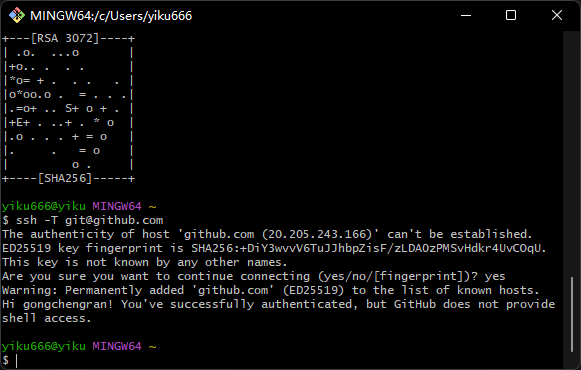 MINGW64:/c/Users/yiku666
+---[RSA 3072]----+
| .o.  ...o       |
|+o.. .  . .      |
|*o= + .  . .   . |
|o*oo.o .  = . . .|
|.=o+ .. S+ o + . |
|+E+ . ..+ . * o  |
|.o . . . + = o   |
|.     .   = o    |
|         o .     |
+----[SHA256]-----+
yiku666@yiku MINGW64 ~
$ ssh -T git@github.com
The authenticity of host 'github.com (20.205.243.166)' can't be established.
ED25519 key fingerprint is SHA256:+DiY3wvvV6TuJJhbpZisF/zLDA0zPMSvHdkr4UvCOqU.
This key is not known by any other names.
Are you sure you want to continue connecting (yes/no/[fingerprint])? yes
Warning: Permanently added 'github.com' (ED25519) to the list of known hosts.
Hi gongchengran! You've successfully authenticated, but GitHub does not provide
shell access.
yiku666@yiku MINGW64 ~
$